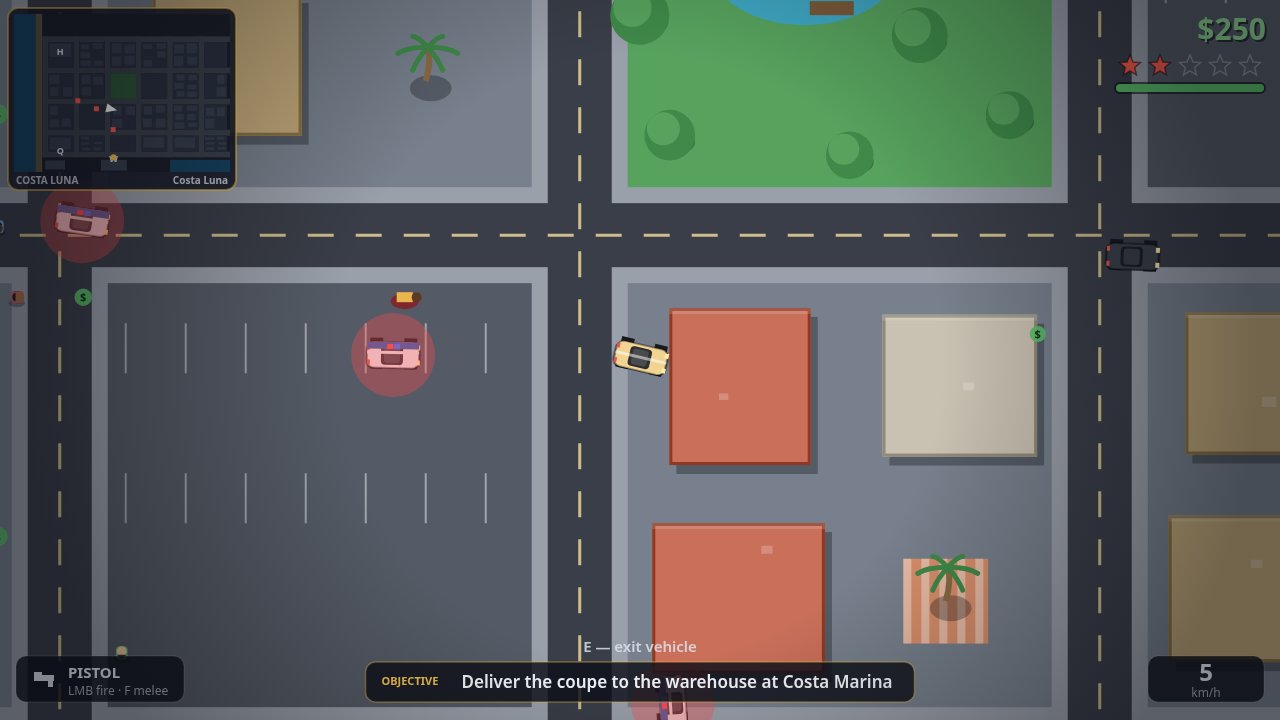 H
Q
COSTA LUNA
Costa Luna
$250
$
$
E — exit vehicle
PISTOL
LMB fire · F melee
OBJECTIVE
Deliver the coupe to the warehouse at Costa Marina
5
km/h